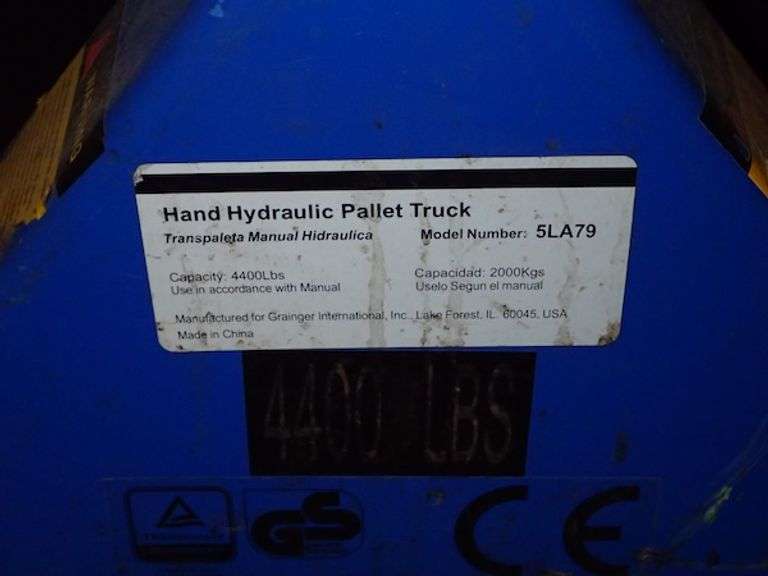 Hand Hydraulic Pallet Truck
Transpaleta Manual Hidraulica Model Number: 5LA79
Capacity: 4400Lbs Capacidad: 2000Kgs
Use in accordance with Manual Uselo Segun el manual
Manufactured for Grainger International, Inc., Lake Forest, IL. 60045, USA
Made in China
4400 LBS
GS CE